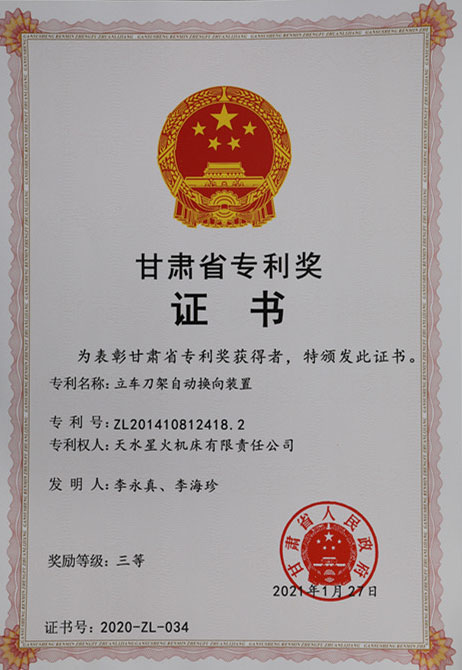 甘肃省专利奖
证 书
为表彰甘肃省专利奖获得者，特颁发此证书。
专利名称：立车刀架自动换向装置
专 利 号：ZL201410812418.2
专利权人：天水星火机床有限责任公司
发 明 人：李永真、李海珍
奖励等级：三等
甘肃省人民政府
2021年1月27日
证书号：2020-ZL-034